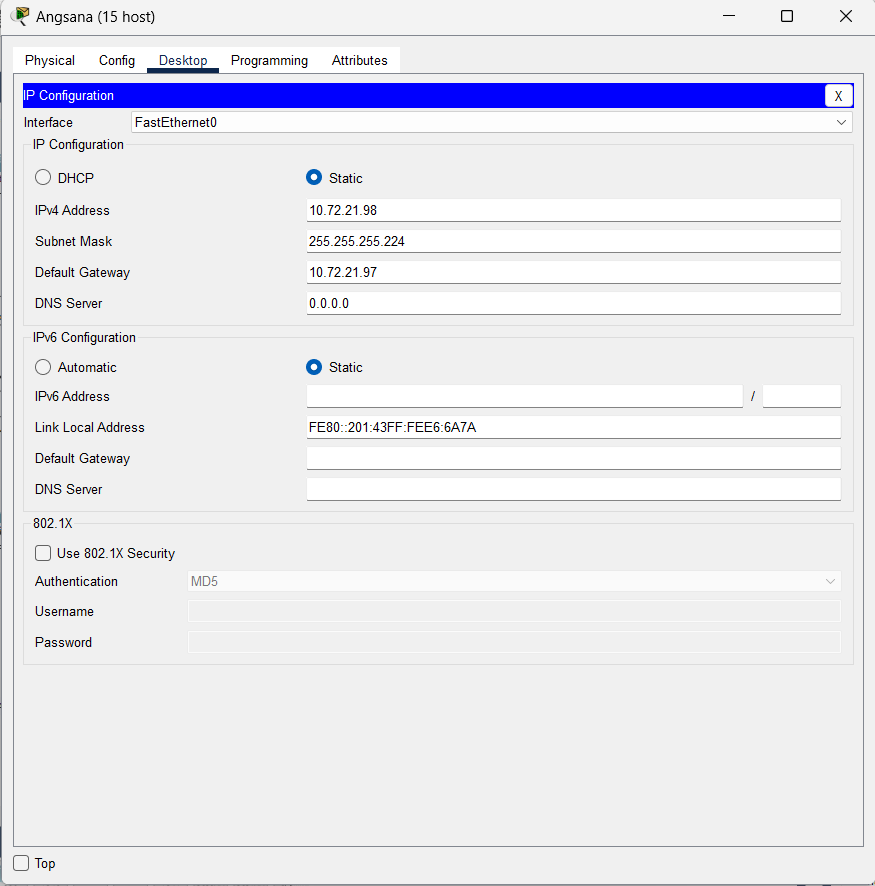 Angsana (15 host)
Physical Config Desktop Programming Attributes
IP Configuration X
Interface FastEthernet0
IP Configuration
DHCP Static
IPv4 Address 10.72.21.98
Subnet Mask 255.255.255.224
Default Gateway 10.72.21.97
DNS Server 0.0.0.0
IPv6 Configuration
Automatic Static
IPv6 Address /
Link Local Address FE80::201:43FF:FEE6:6A7A
Default Gateway
DNS Server
802.1X
Use 802.1X Security
Authentication MD5
Username
Password
Top